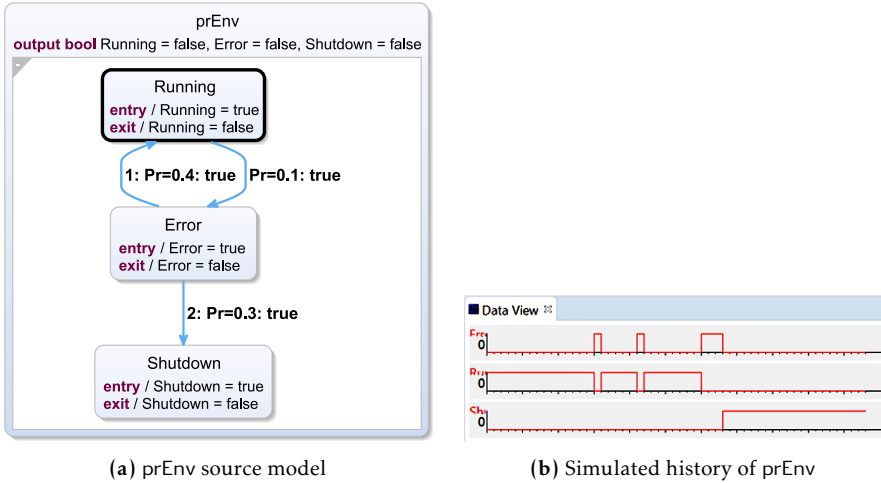 prEnv
output bool Running = false, Error = false, Shutdown = false
-
Running
entry / Running = true
exit / Running = false
1: Pr=0.4: true
Pr=0.1: true
Error
entry / Error = true
exit / Error = false
2: Pr=0.3: true
Shutdown
entry / Shutdown = true
exit / Shutdown = false
Data View
0
0
0
(a) prEnv source model
(b) Simulated history of prEnv